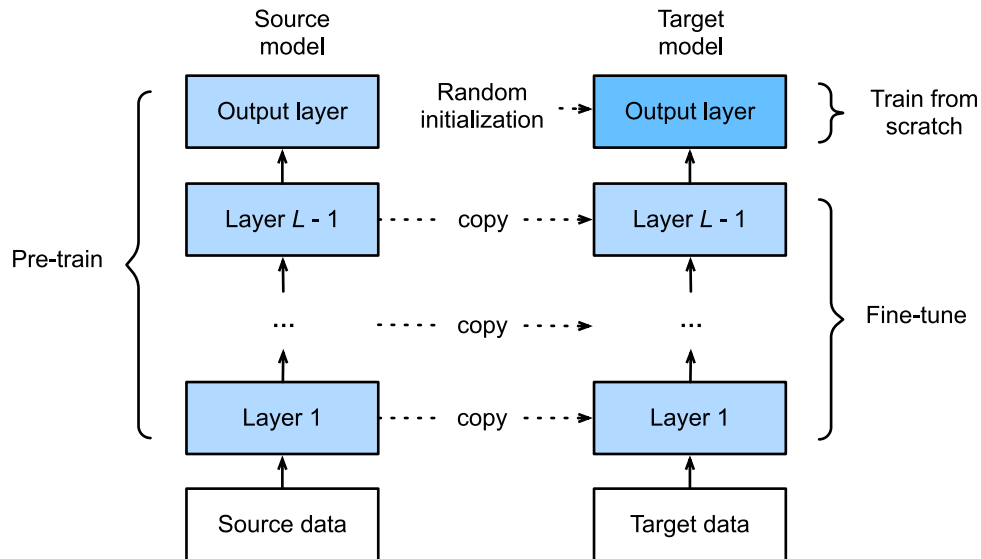 Source
model
Target
model
Output layer
Random
initialization
Output layer
Train from
scratch
Layer L - 1
copy
Layer L - 1
Pre-train
...
copy
...
Fine-tune
Layer 1
copy
Layer 1
Source data
Target data